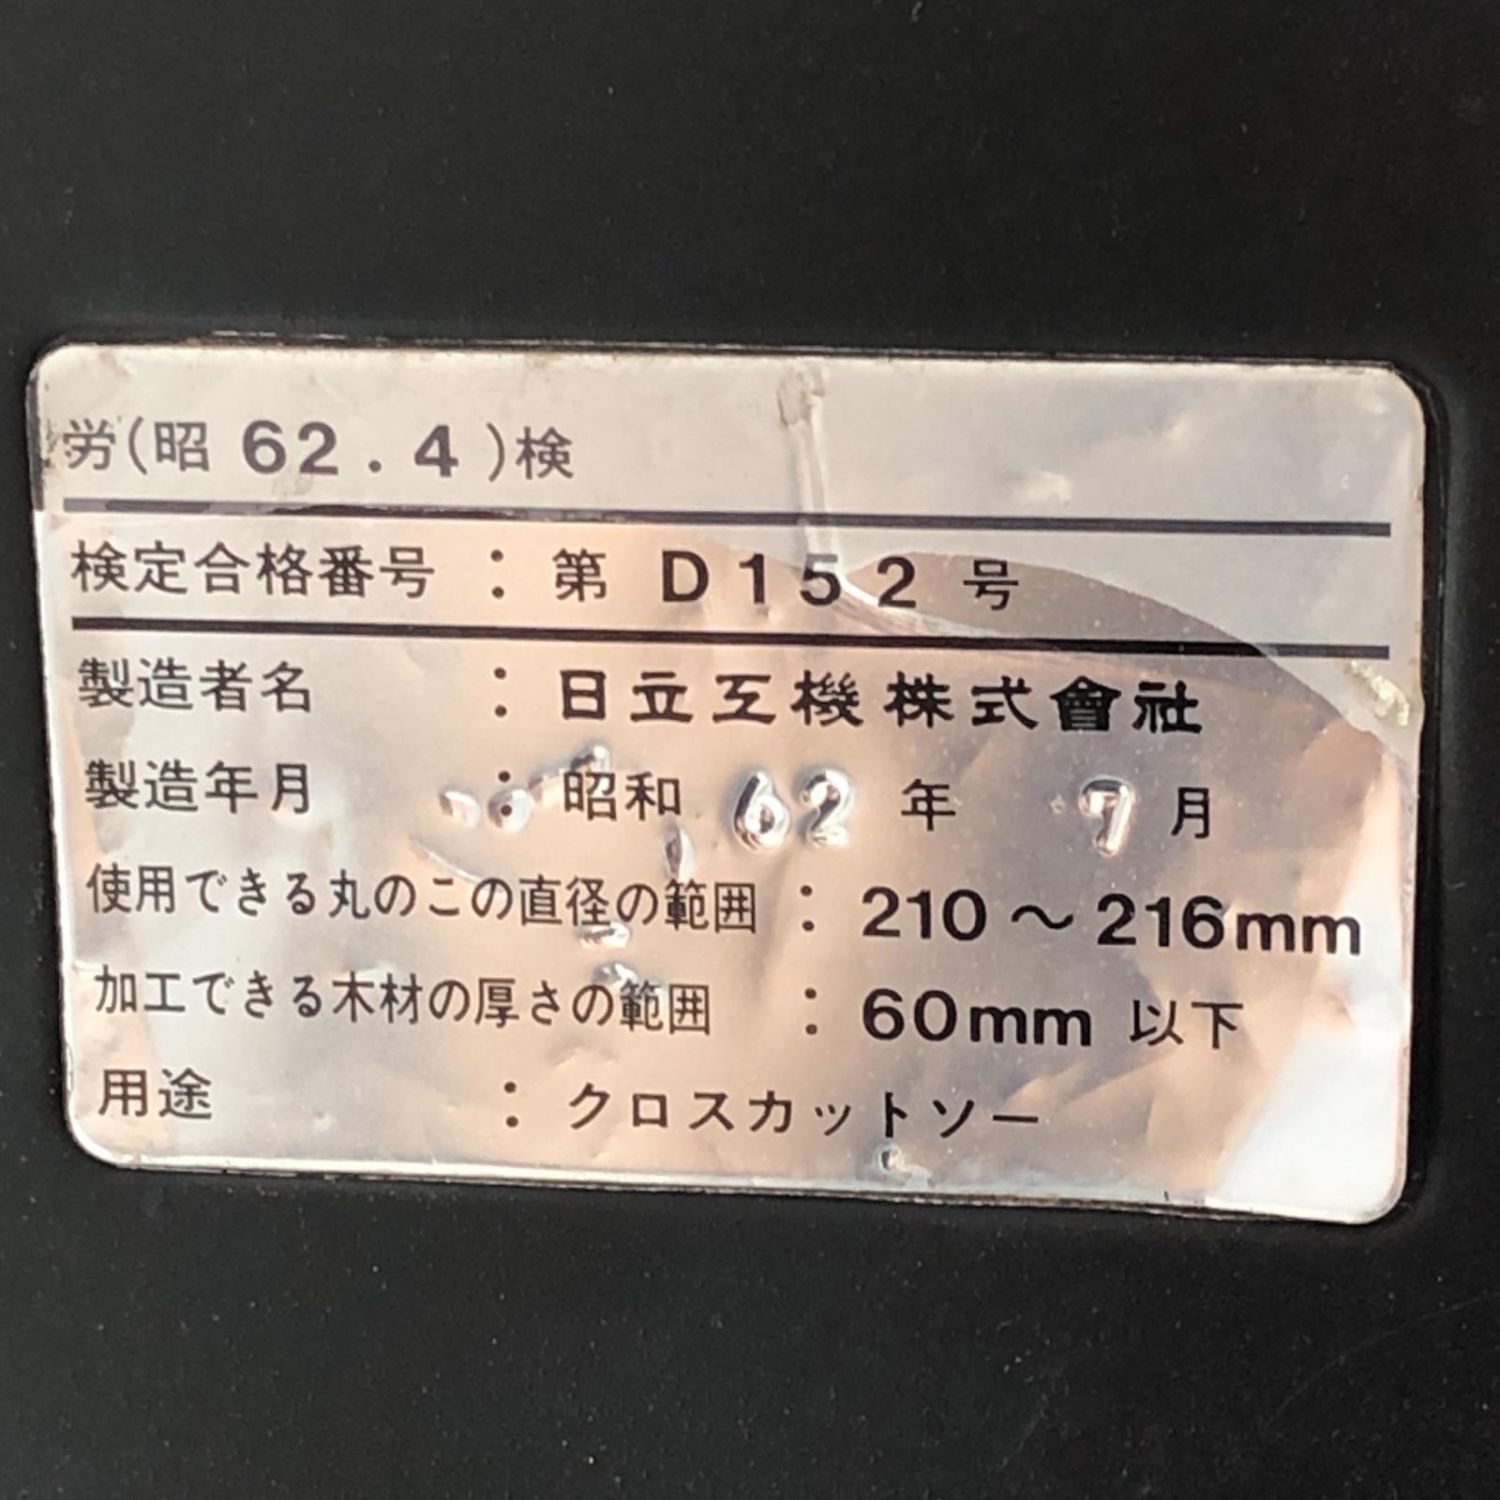 労(昭 62.4)検
検定合格番号 : 第 D152 号
製造者名 : 日立工機株式會社
製造年月 : 昭和 62 年 7 月
使用できる丸のこの直径の範囲 : 210 〜 216mm
加工できる木材の厚さの範囲 : 60mm 以下
用途 : クロスカットソー